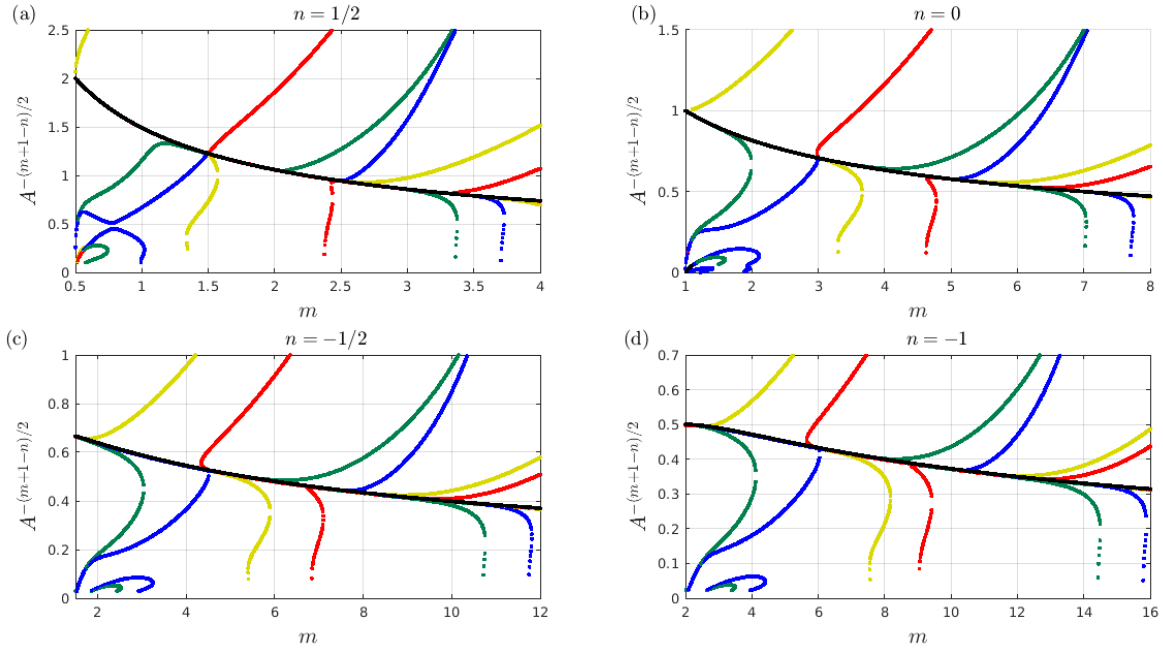 (a)
n = 1/2
A^{-(m+1-n)/2}
2.5
2
1.5
1
0.5
0
0.5 1 1.5 2 2.5 3 3.5 4
m
(b)
n = 0
A^{-(m+1-n)/2}
1.5
1
0.5
0
1 2 3 4 5 6 7 8
m
(c)
n = -1/2
A^{-(m+1-n)/2}
1
0.8
0.6
0.4
0.2
0
2 4 6 8 10 12
m
(d)
n = -1
A^{-(m+1-n)/2}
0.7
0.6
0.5
0.4
0.3
0.2
0.1
0
2 4 6 8 10 12 14 16
m